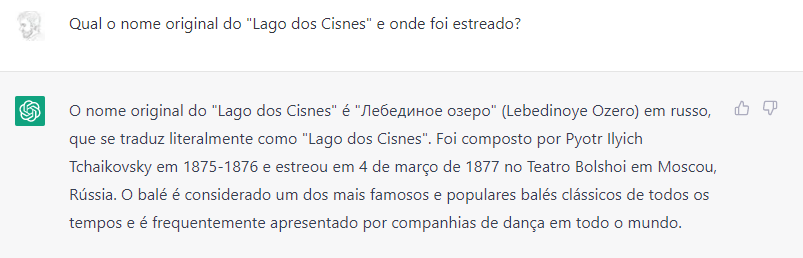 Qual o nome original do "Lago dos Cisnes" e onde foi estreado?
O nome original do "Lago dos Cisnes" é "Лебединое озеро" (Lebedinoye Ozero) em russo,
que se traduz literalmente como "Lago dos Cisnes". Foi composto por Pyotr Ilyich
Tchaikovsky em 1875-1876 e estreou em 4 de março de 1877 no Teatro Bolshoi em Moscou,
Rússia. O balé é considerado um dos mais famosos e populares balés clássicos de todos os
tempos e é frequentemente apresentado por companhias de dança em todo o mundo.